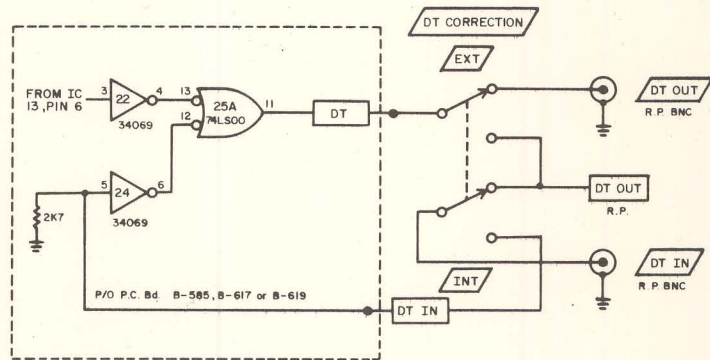 DT CORRECTION
EXT
FROM IC
13, PIN 6
3
22
4
34069
13
12
25A
74LS00
11
DT
DT OUT
R.P. BNC
5
24
6
34069
2K7
DT OUT
R.P.
DT IN
R.P. BNC
INT
P/O P.C. Bd. B-585, B-617 or B-619
DT IN